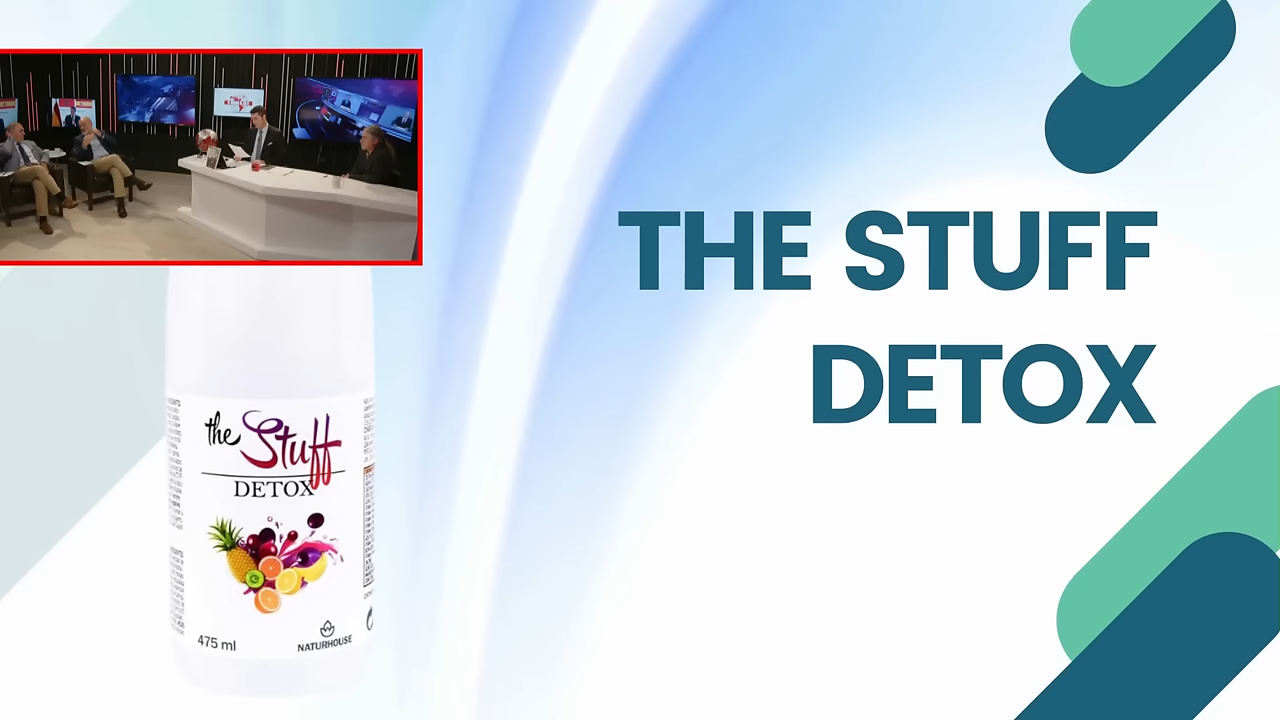 THE STUFF
DETOX
the Stuff
DETOX
475 ml
NATURHOUSE